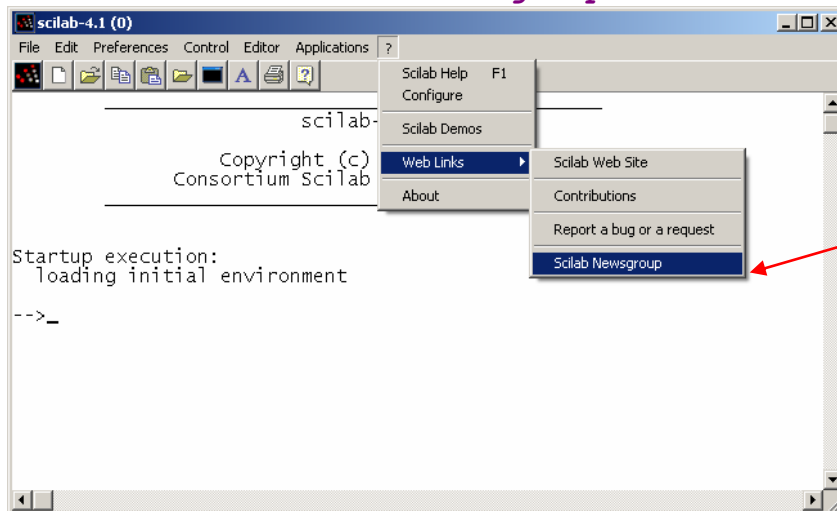 scilab-4.1 (0)
File Edit Preferences Control Editor Applications ?
Scilab Help F1
Configure
Scilab Demos
Web Links
About
Scilab Web Site
Contributions
Report a bug or a request
Scilab Newsgroup
scilab-
Copyright (c)
Consortium Scilab
Startup execution:
loading initial environment
-->_